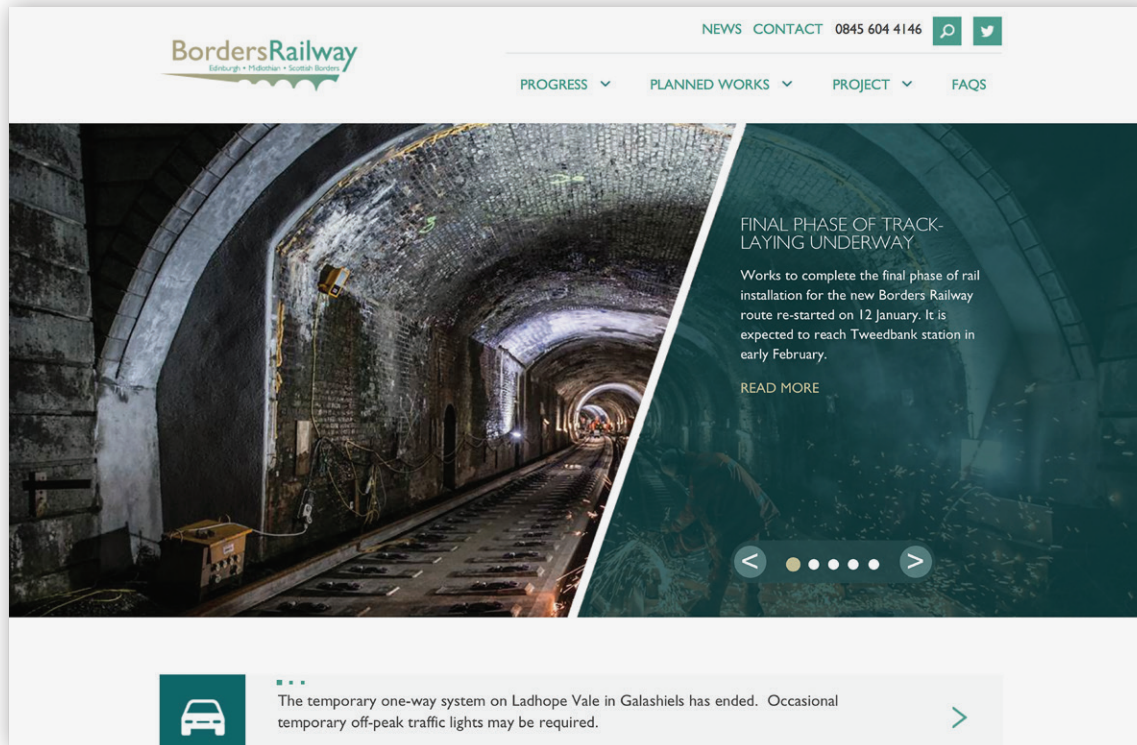 NEWS CONTACT 0845 604 4146
BordersRailway
Edinburgh • Midlothian • Scottish Borders
PROGRESS PLANNED WORKS PROJECT FAQS
FINAL PHASE OF TRACK-
LAYING UNDERWAY
Works to complete the final phase of rail
installation for the new Borders Railway
route re-started on 12 January. It is
expected to reach Tweedbank station in
early February.
READ MORE
< >
The temporary one-way system on Ladhope Vale in Galashiels has ended. Occasional
temporary off-peak traffic lights may be required.